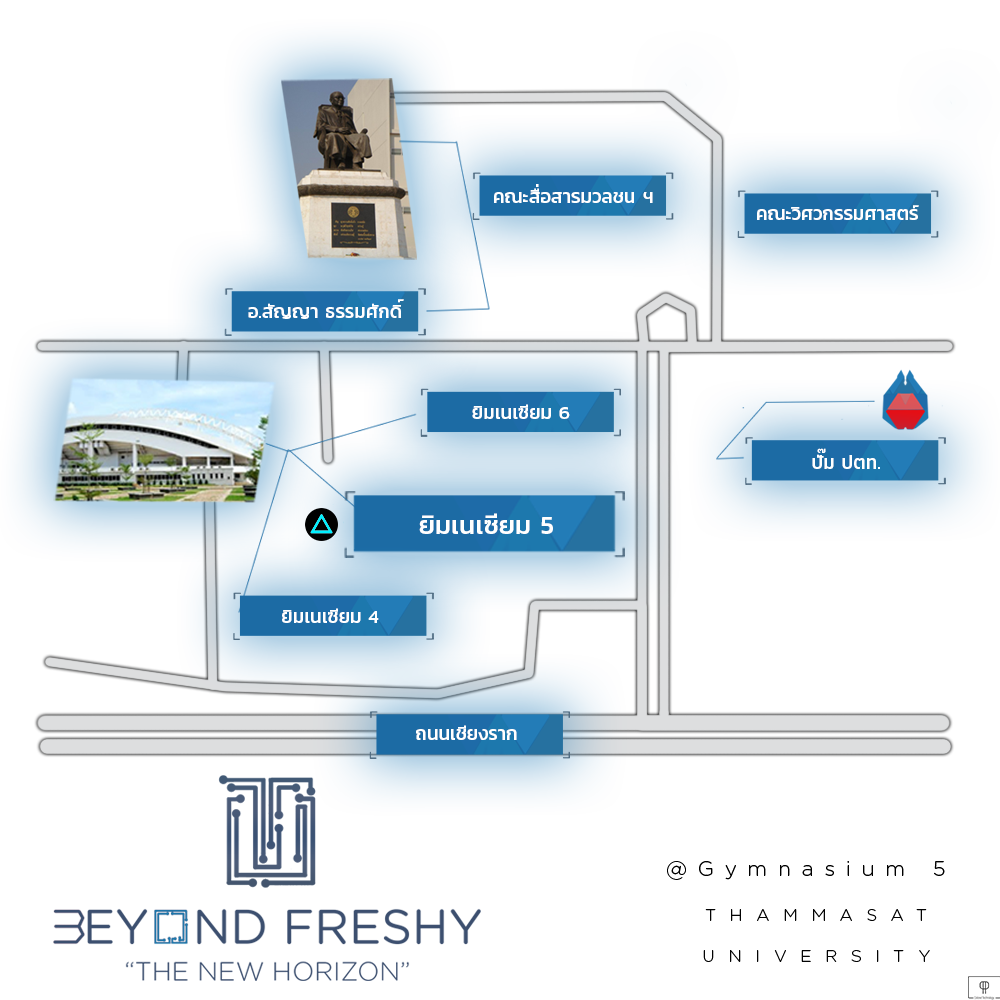 คณะสื่อสารมวลชน ฯ
คณะวิศวกรรมศาสตร์
อ.สัญญา ธรรมศักดิ์
ยิมเนเซียม 6
ปั๊ม ปตท.
ยิมเนเซียม 5
ยิมเนเซียม 4
ถนนเชียงราก
BEYOND FRESHY
“THE NEW HORIZON”
@Gymnasium 5
THAMMASAT
UNIVERSITY